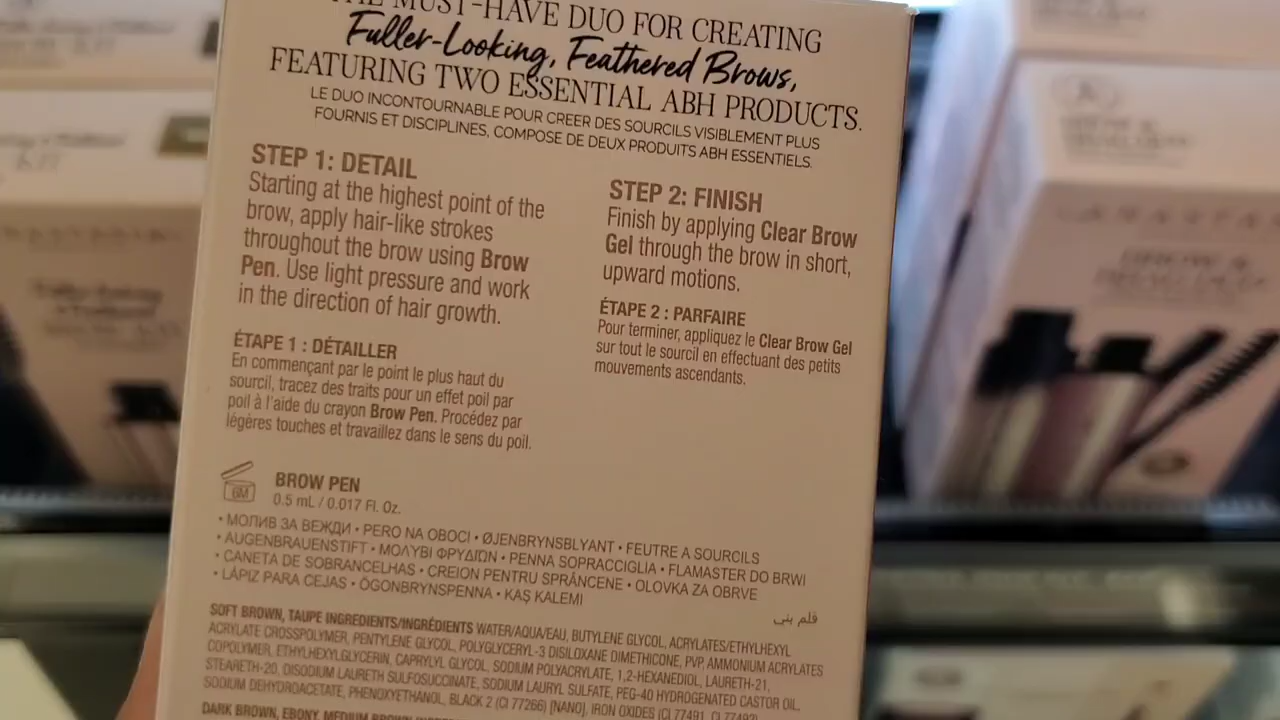 THE MUST-HAVE DUO FOR CREATING
Fuller-Looking, Feathered Brows,
FEATURING TWO ESSENTIAL ABH PRODUCTS.
LE DUO INCONTOURNABLE POUR CREER DES SOURCILS VISIBLEMENT PLUS
FOURNIS ET DISCIPLINES, COMPOSE DE DEUX PRODUITS ABH ESSENTIELS.
STEP 1: DETAIL
Starting at the highest point of the
brow, apply hair-like strokes
throughout the brow using Brow
Pen. Use light pressure and work
in the direction of hair growth.
ÉTAPE 1 : DÉTAILLER
En commençant par le point le plus haut du
sourcil, tracez des traits pour un effet poil par
poil à l'aide du crayon Brow Pen. Procédez par
légères touches et travaillez dans le sens du poil.
STEP 2: FINISH
Finish by applying Clear Brow
Gel through the brow in short,
upward motions.
ÉTAPE 2 : PARFAIRE
Pour terminer, appliquez le Clear Brow Gel
sur tout le sourcil en effectuant des petits
mouvements ascendants.
6M
BROW PEN
0.5 mL / 0.017 Fl. Oz.
• МОЛИВ ЗА ВЕЖДИ • PERO NA OBOCI • ØJENBRYNSBLYANT • FEUTRE A SOURCILS
• AUGENBRAUENSTIFT • ΜΟΛΥΒΙ ΦΡΥΔΙΩΝ • PENNA SOPRACCIGLIA • FLAMASTER DO BRWI
• CANETA DE SOBRANCELHAS • CREION PENTRU SPRÂNCENE • OLOVKA ZA OBRVE
• LÁPIZ PARA CEJAS • ÖGONBRYNSPENNA • KAŞ KALEMI
قلم بني
SOFT BROWN, TAUPE INGREDIENTS/INGRÉDIENTS WATER/AQUA/EAU, BUTYLENE GLYCOL, ACRYLATES/ETHYLHEXYL
ACRYLATE CROSSPOLYMER, PENTYLENE GLYCOL, POLYGLYCERYL-3 DISILOXANE DIMETHICONE, PVP, AMMONIUM ACRYLATES
COPOLYMER, ETHYLHEXYLGLYCERIN, CAPRYLYL GLYCOL, SODIUM POLYACRYLATE, 1,2-HEXANEDIOL, LAURETH-21,
STEARETH-20, DISODIUM LAURETH SULFOSUCCINATE, SODIUM LAURYL SULFATE, PEG-40 HYDROGENATED CASTOR OIL,
SODIUM DEHYDROACETATE, PHENOXYETHANOL, BLACK 2 (CI 77266) [NANO], IRON OXIDES (CI 77491, CI 77492)
DARK BROWN, EBONY, MEDIUM BROWN